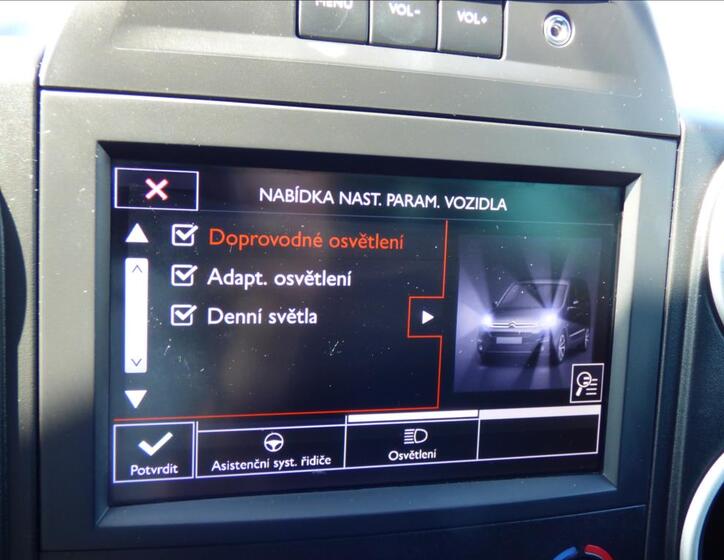 MENU
VOL-
VOL+
NABÍDKA NAST. PARAM. VOZIDLA
Doprovodné osvětlení
Adapt. osvětlení
Denní světla
Potvrdit
Asistenční syst. řidiče
Osvětlení